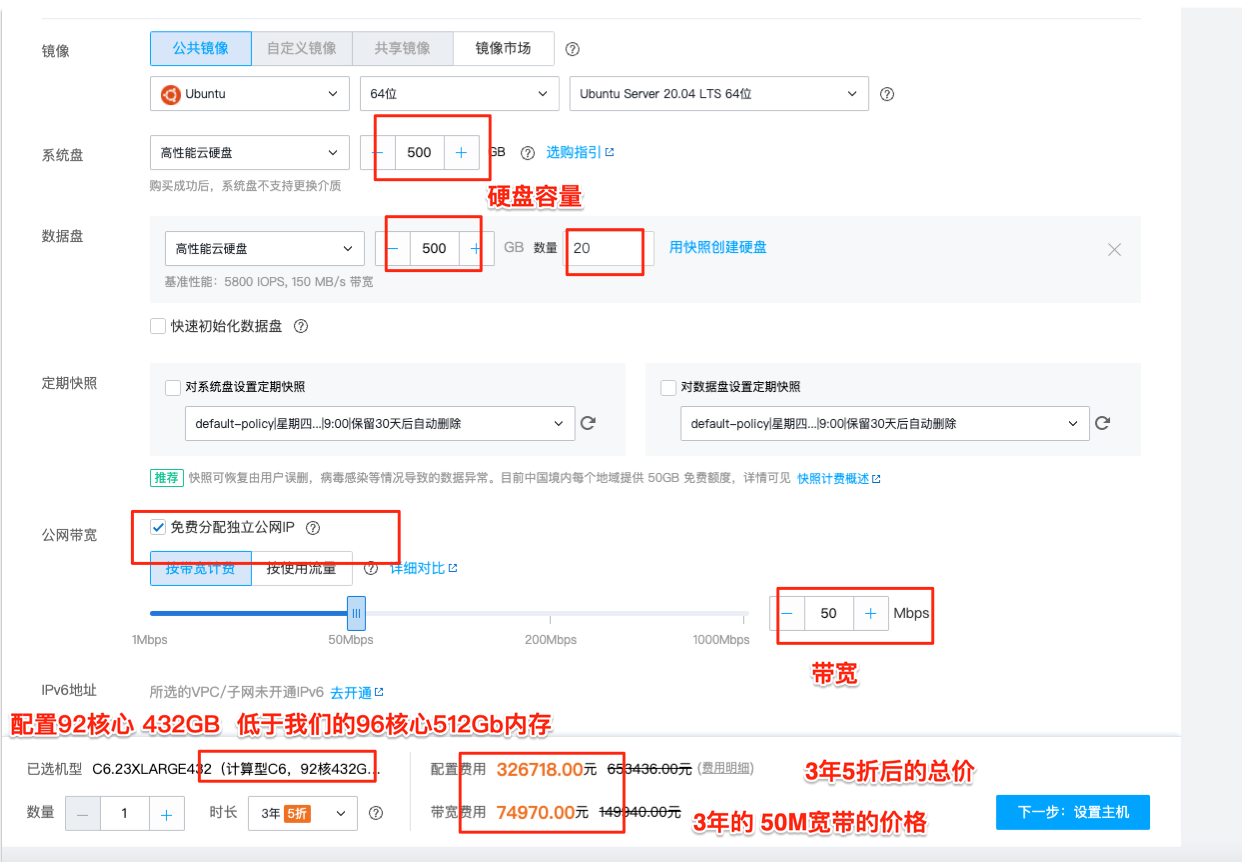 镜像 公共镜像 自定义镜像 共享镜像 镜像市场
Ubuntu 64位 Ubuntu Server 20.04 LTS 64位
系统盘 高性能云硬盘 500 GB 选购指引
购买成功后，系统盘不支持更换介质
硬盘容量
数据盘 高性能云硬盘 500 GB 数量 20 用快照创建硬盘
基准性能：5800 IOPS, 150 MB/s 带宽
快速初始化数据盘
定期快照 对系统盘设置定期快照 对数据盘设置定期快照
default-policy|星期四...|9:00|保留30天后自动删除 default-policy|星期四...|9:00|保留30天后自动删除
推荐 快照可恢复由用户误删，病毒感染等情况导致的数据异常。目前中国境内每个地域提供 50GB 免费额度，详情可见 快照计费概述
公网带宽 免费分配独立公网IP
按带宽计费 按使用流量 详细对比
50 Mbps
1Mbps 50Mbps 200Mbps 1000Mbps
带宽
IPv6地址 所选的VPC/子网未开通IPv6 去开通
配置92核心 432GB 低于我们的96核心512Gb内存
已选机型 C6.23XLARGE432（计算型C6，92核432G... 配置费用 326718.00元 653436.00元 (费用明细) 3年5折后的总价
数量 1 时长 3年 5折 带宽费用 74970.00元 149940.00元 3年的 50M宽带的价格
下一步：设置主机